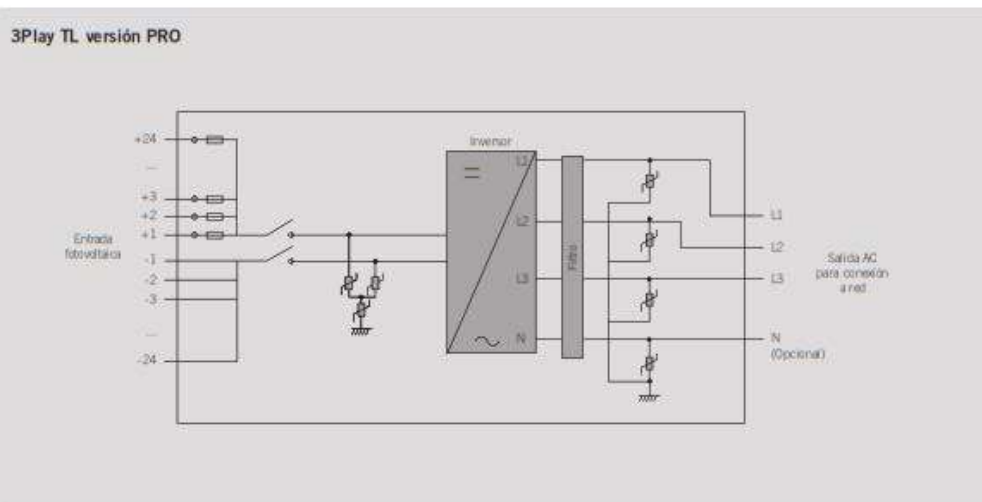 3Play TL versión PRO
+24
...
+3
+2
+1
-1
-2
-3
...
-24
Entrada
fotovoltaica
Inversor
L1
L2
L3
N
Filtro
L1
L2
L3
N
(Opcional)
Salida AC
para conexión
a red